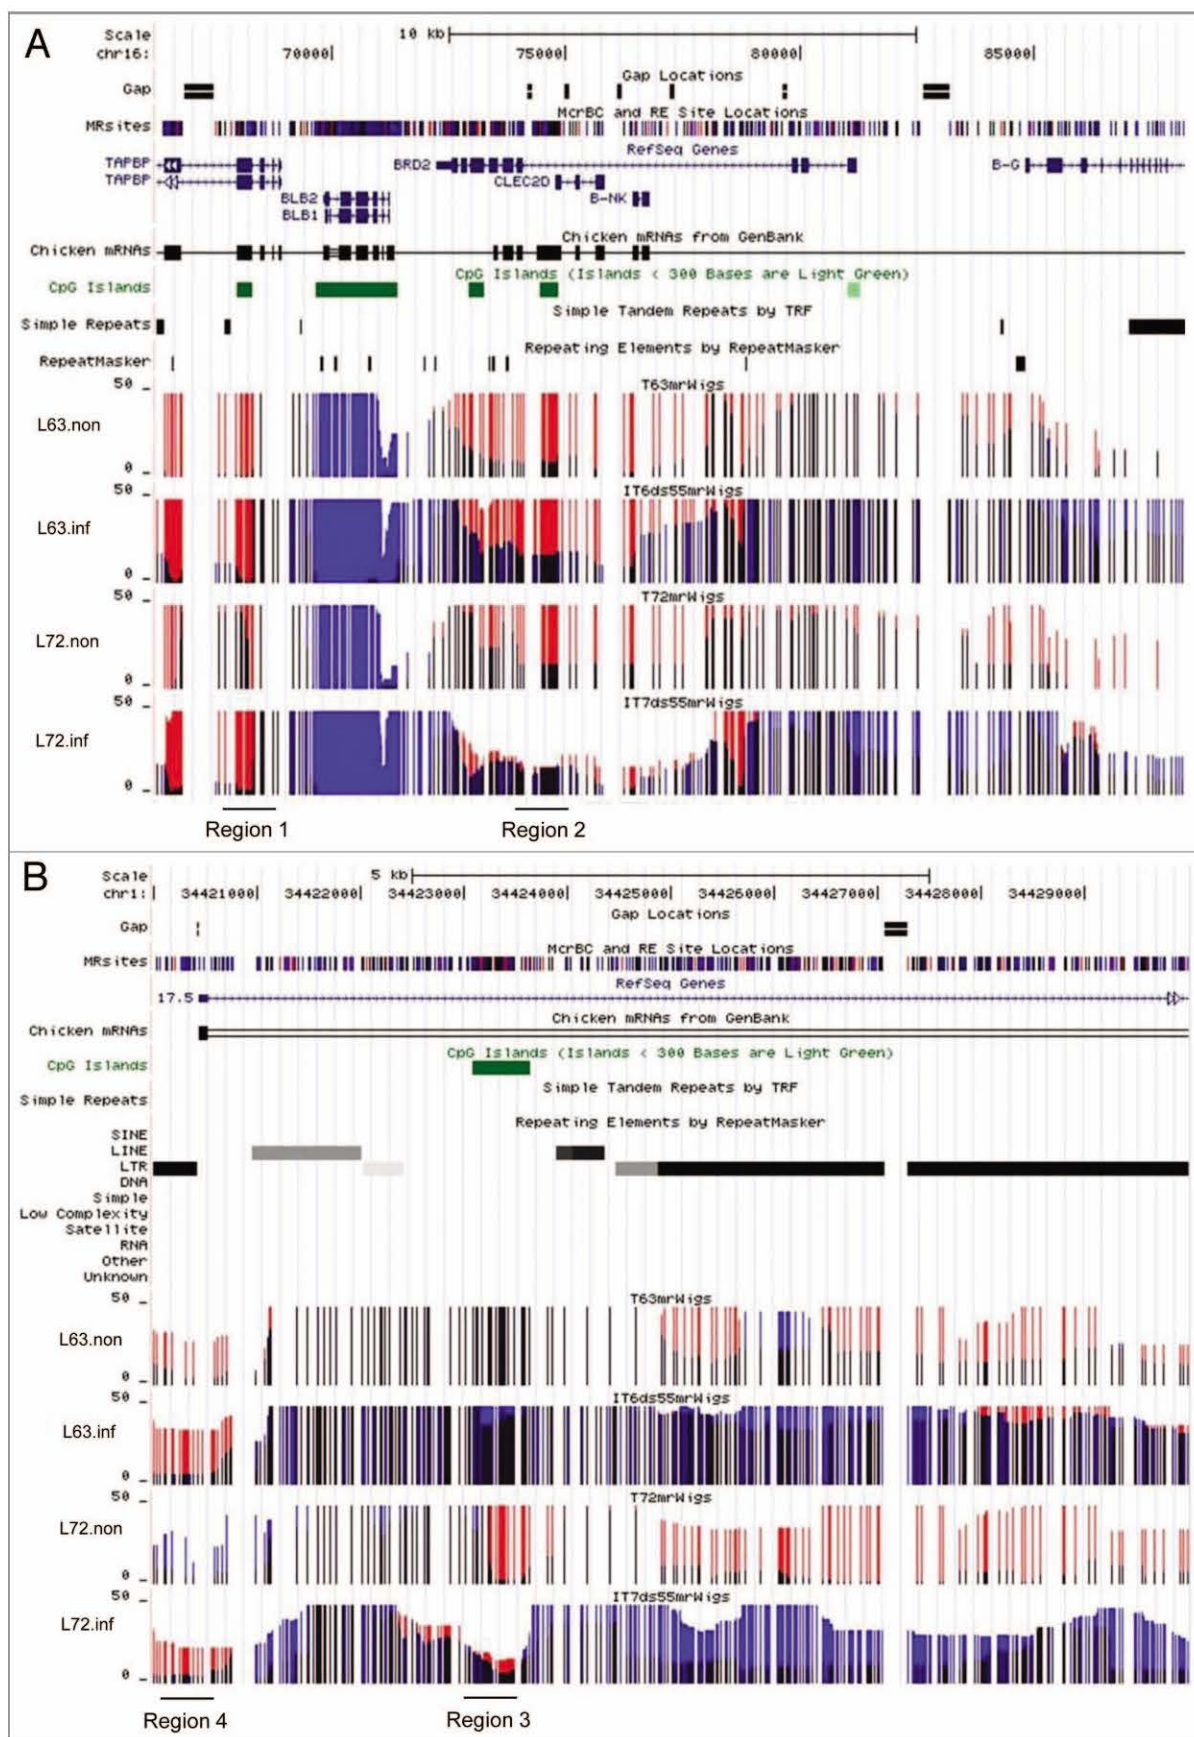 A
Scale 10 kb
chr16: 70000 75000 80000 85000
Gap Locations
Gap
McrBC and RE Site Locations
MRsites
RefSeq Genes
TAPBP BRD2 B-G
TAPBP CLEC2D
BLB2 B-NK
BLB1
Chicken mRNAs from GenBank
Chicken mRNAs
CpG Islands (Islands < 300 Bases are Light Green)
CpG Islands
Simple Tandem Repeats by TRF
Simple Repeats
Repeating Elements by RepeatMasker
RepeatMasker
T63mrWigs
50
L63.non
0
IT6ds55mrWigs
50
L63.inf
0
T72mrWigs
50
L72.non
0
IT7ds55mrWigs
50
L72.inf
0
Region 1 Region 2
B
Scale 5 kb
chr1: 34421000 34422000 34423000 34424000 34425000 34426000 34427000 34428000 34429000
Gap Locations
Gap
McrBC and RE Site Locations
MRsites
RefSeq Genes
17.5
Chicken mRNAs from GenBank
Chicken mRNAs
CpG Islands (Islands < 300 Bases are Light Green)
CpG Islands
Simple Tandem Repeats by TRF
Simple Repeats
Repeating Elements by RepeatMasker
SINE
LINE
LTR
DNA
Simple
Low Complexity
Satellite
RNA
Other
Unknown
T63mrWigs
50
L63.non
0
IT6ds55mrWigs
50
L63.inf
0
T72mrWigs
50
L72.non
0
IT7ds55mrWigs
50
L72.inf
0
Region 4 Region 3